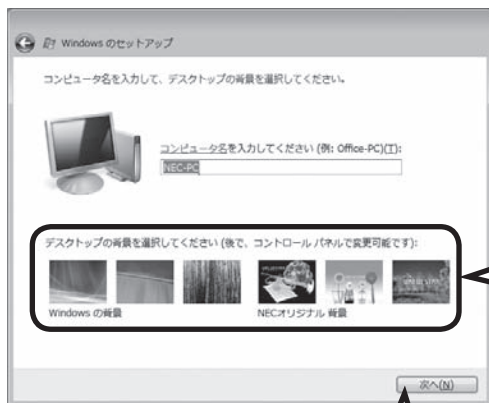 Windows のセットアップ
コンピュータ名を入力して、デスクトップの背景を選択してください。
コンピュータ名を入力してください (例: Office-PC)(T):
NEC-PC
デスクトップの背景を選択してください (後で、コントロール パネルで変更可能です):
Windows の背景
NECオリジナル 背景
次へ(N)